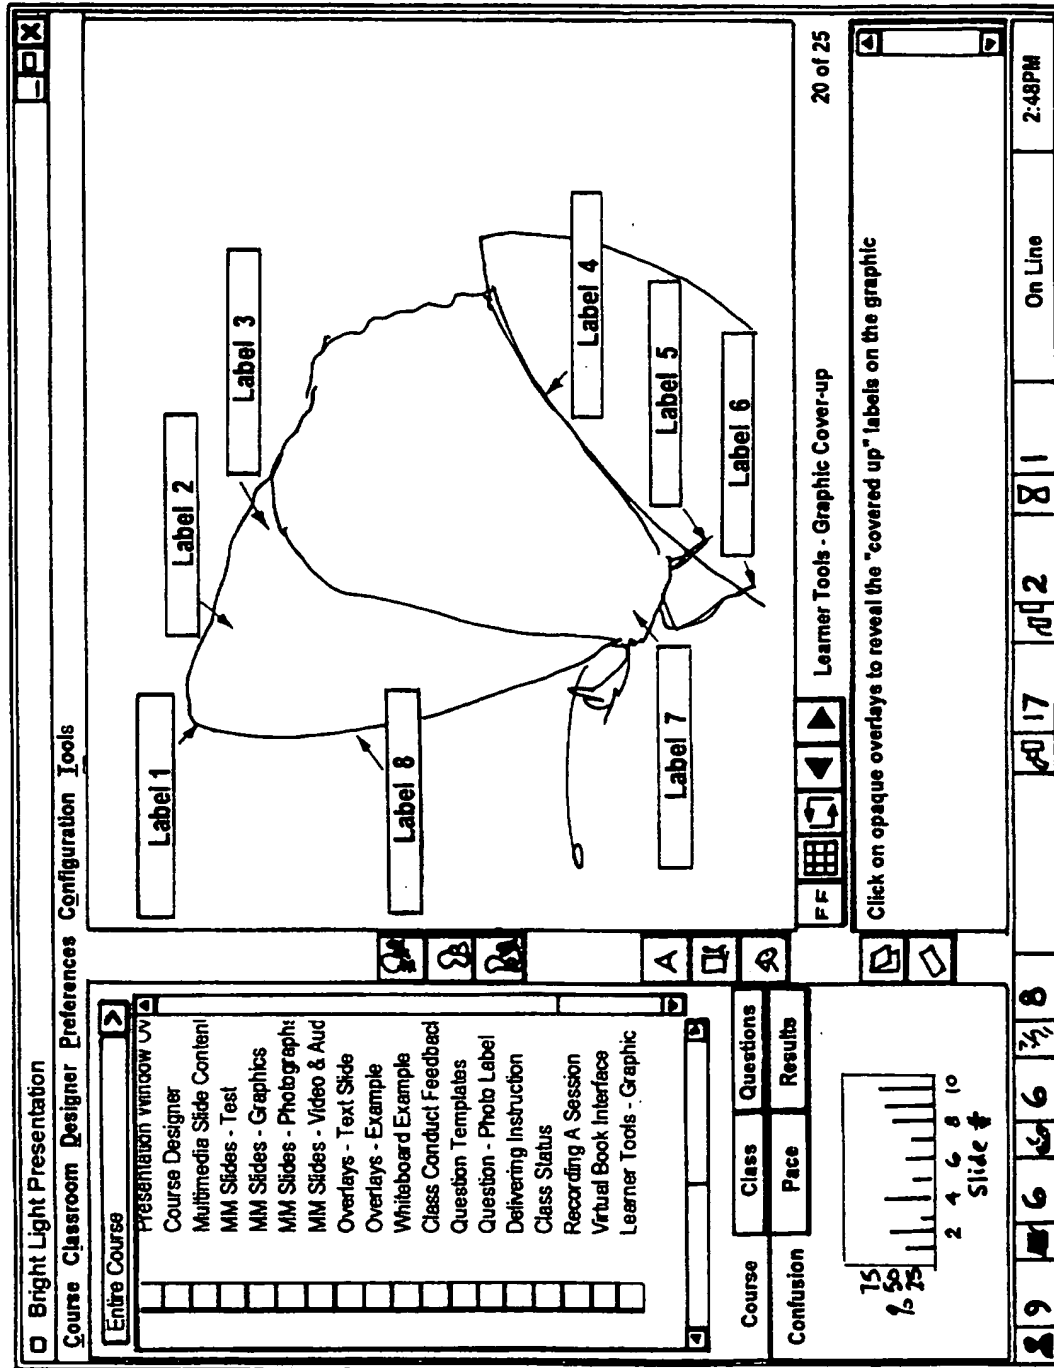 Bright Light Presentation
Course Classroom Designer Preferences Configuration Tools
Entire Course
Presentation Window Ov
Course Designer
Multimedia Slide Content
MM Slides - Test
MM Slides - Graphics
MM Slides - Photographs
MM Slides - Video & Aud
Overlays - Text Slide
Overlays - Example
Whiteboard Example
Class Conduct Feedback
Question Templates
Question - Photo Label
Delivering Instruction
Class Status
Recording A Session
Virtual Book Interface
Learner Tools - Graphic
Course Class Questions
Confusion Pace Results
75
50
% 25
2 4 6 8 10
Slide #
A
Label 1
Label 2
Label 3
Label 4
Label 5
Label 6
Label 7
Label 8
FF
Learner Tools - Graphic Cover-up
20 of 25
Click on opaque overlays to reveal the "covered up" labels on the graphic
9 6 6 8 17 2 1 On Line 2:48PM